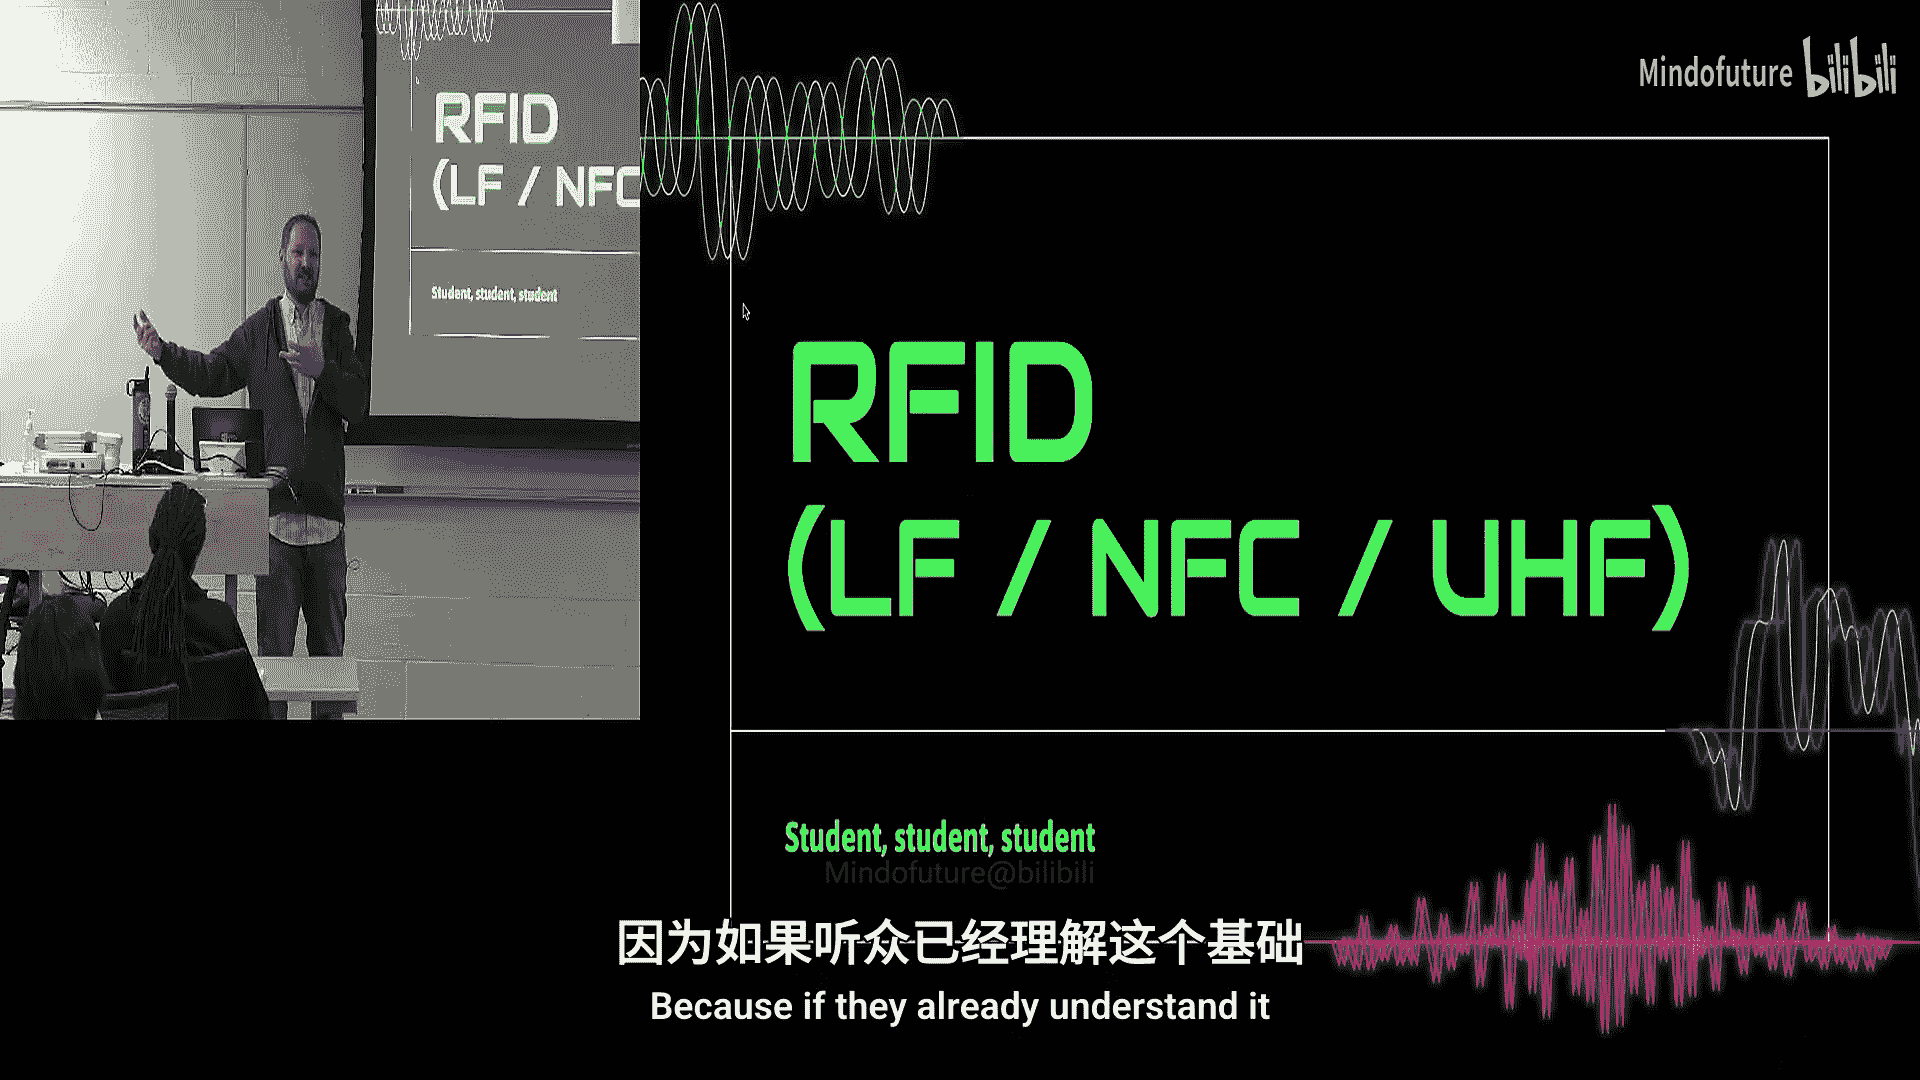 RFID
(LF / NFC
Student, student, student
Mindofuture bilibili
RFID
(LF / NFC / UHF)
Student, student, student
Mindofuture@bilibili
因为如果听众已经理解这个基础
Because if they already understand it